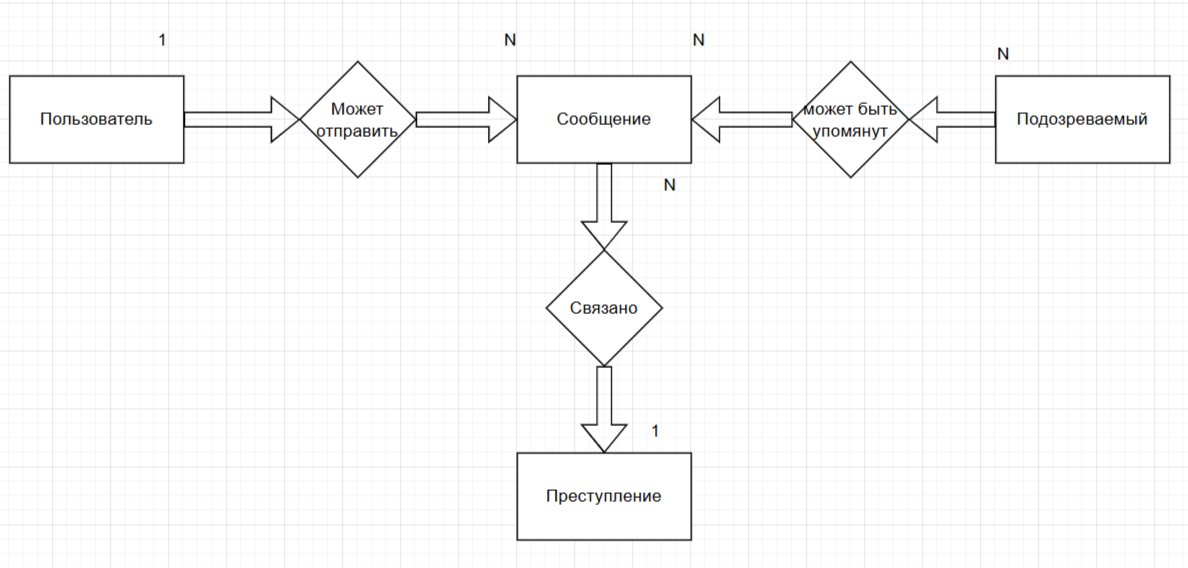 1
N
N
N
Пользователь
Может
отправить
Сообщение
может быть
упомянут
Подозреваемый
N
Связано
1
Преступление